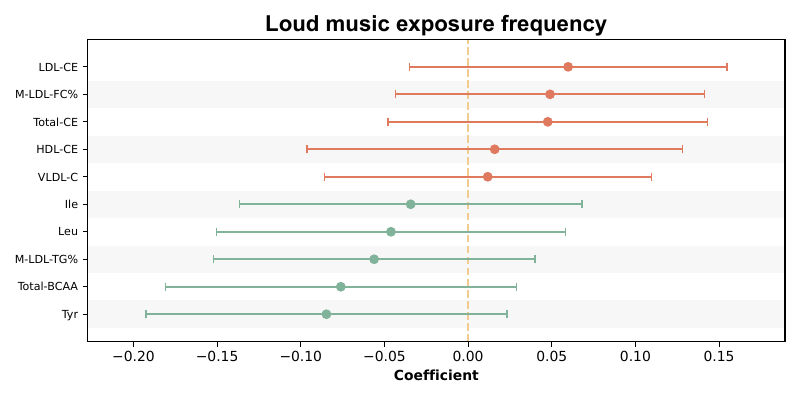 Loud music exposure frequency
LDL-CE
M-LDL-FC%
Total-CE
HDL-CE
VLDL-C
Ile
Leu
M-LDL-TG%
Total-BCAA
Tyr
−0.20 −0.15 −0.10 −0.05 0.00 0.05 0.10 0.15
Coefficient